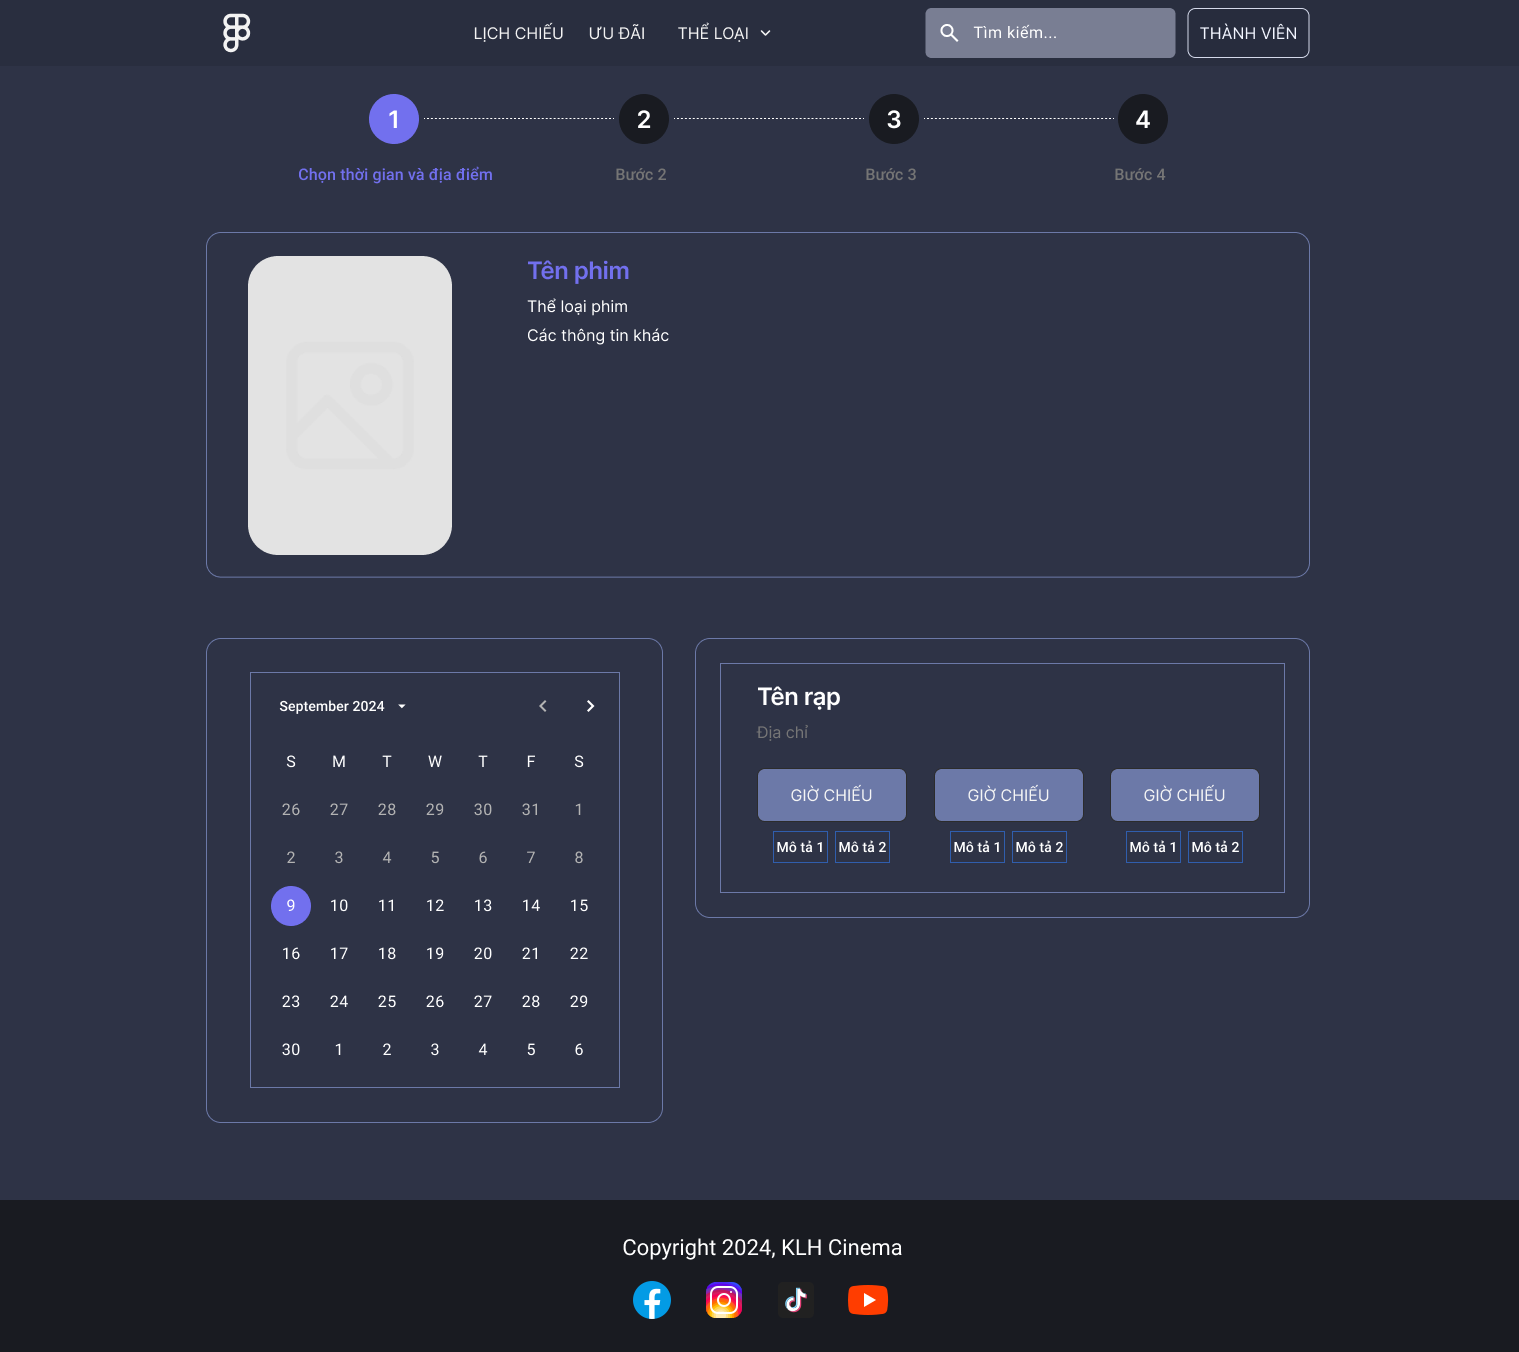 LỊCH CHIẾU ƯU ĐÃI THỂ LOẠI Tìm kiếm... THÀNH VIÊN
1 2 3 4
Chọn thời gian và địa điểm Bước 2 Bước 3 Bước 4
Tên phim
Thể loại phim
Các thông tin khác
September 2024
S M T W T F S
26 27 28 29 30 31 1
2 3 4 5 6 7 8
9 10 11 12 13 14 15
16 17 18 19 20 21 22
23 24 25 26 27 28 29
30 1 2 3 4 5 6
Tên rạp
Địa chỉ
GIỜ CHIẾU GIỜ CHIẾU GIỜ CHIẾU
Mô tả 1 Mô tả 2 Mô tả 1 Mô tả 2 Mô tả 1 Mô tả 2
Copyright 2024, KLH Cinema